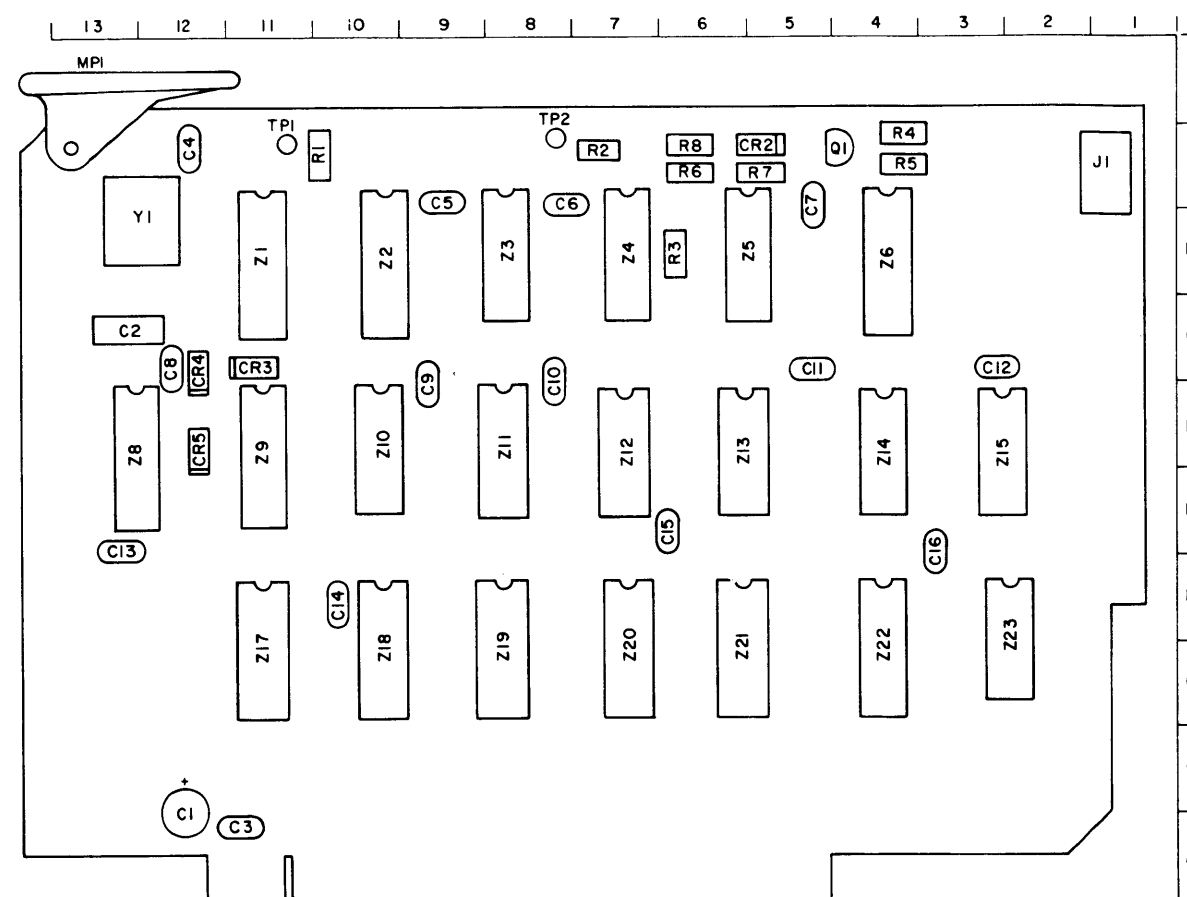 13 12 11 10 9 8 7 6 5 4 3 2 1
MP1
TP1 TP2
C4 R1 R2 R8 CR2 Q1 R4
R6 R7 R5 J1
Y1 C5 C6 C7
Z1 Z2 Z3 Z4 R3 Z5 Z6
C2
C8 CR4 CR3 C9 C10 C11 C12
Z8 CR5 Z9 Z10 Z11 Z12 Z13 Z14 Z15
C13 C15 C16
C14
Z17 Z18 Z19 Z20 Z21 Z22 Z23
+
C1 C3